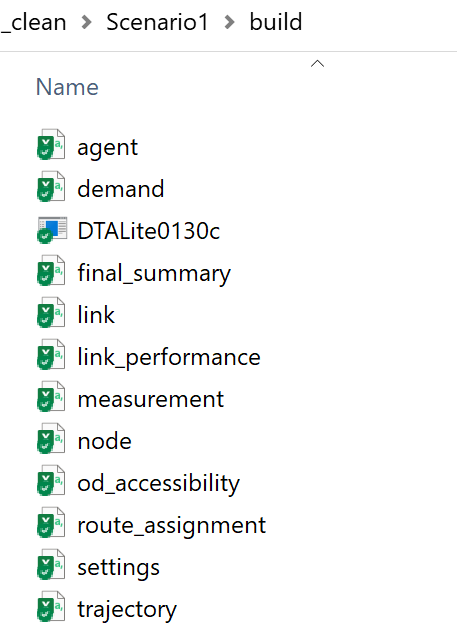 _clean > Scenario1 > build
Name
agent
demand
DTALite0130c
final_summary
link
link_performance
measurement
node
od_accessibility
route_assignment
settings
trajectory